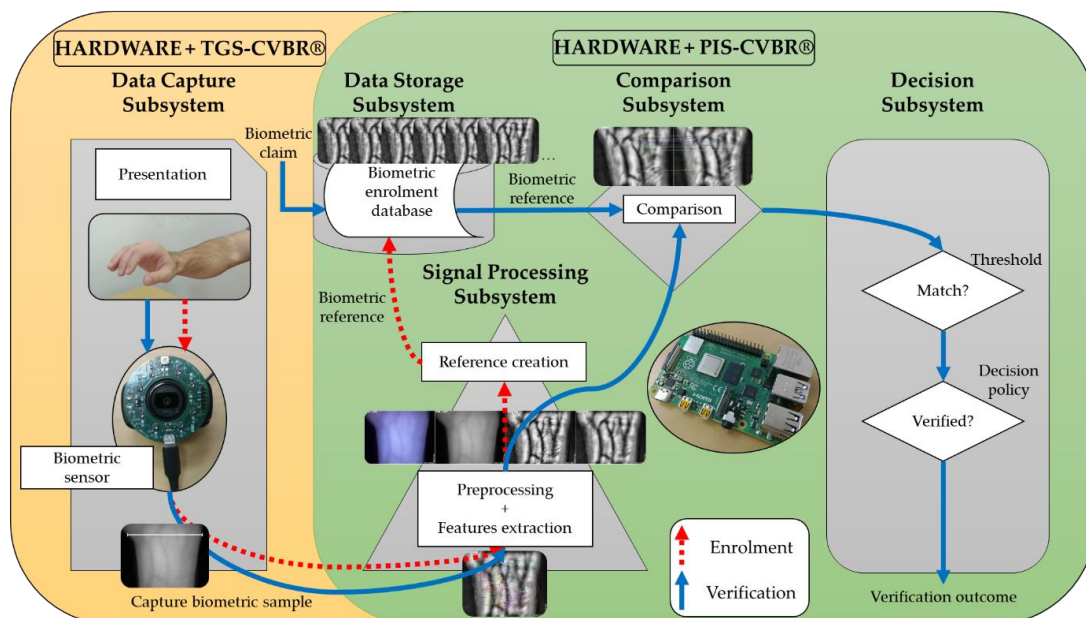 HARDWARE + TGS-CVBR®
HARDWARE + PIS-CVBR®
Data Capture
Subsystem
Data Storage
Subsystem
Comparison
Subsystem
Decision
Subsystem
Biometric
claim
Presentation
...
Biometric
enrolment
database
Biometric
reference
Comparison
Signal Processing
Subsystem
Threshold
Match?
Biometric
reference
Reference creation
Decision
policy
Verified?
Biometric
sensor
Preprocessing
+
Features extraction
Enrolment
Verification
Capture biometric sample
Verification outcome